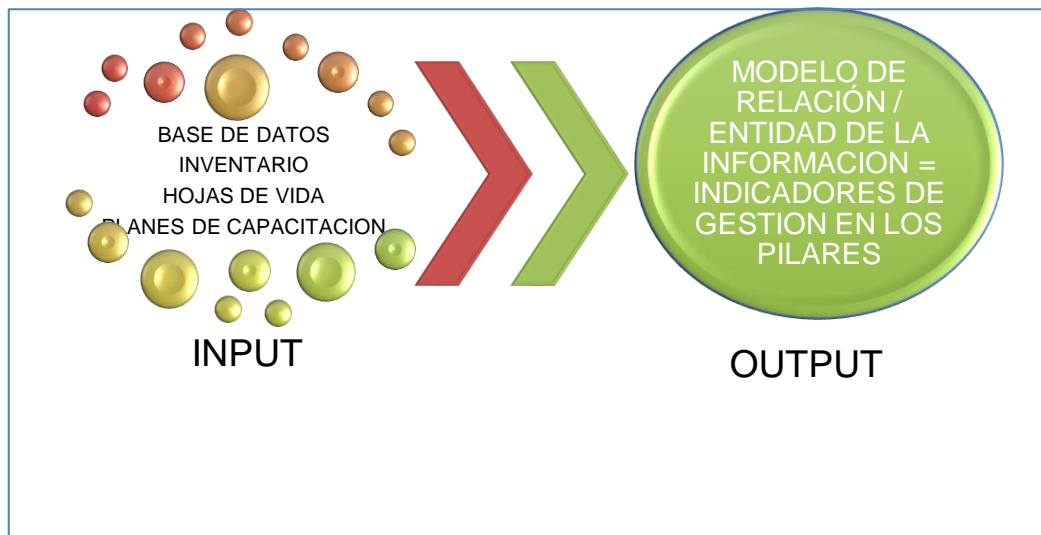 BASE DE DATOS
INVENTARIO
HOJAS DE VIDA
PLANES DE CAPACITACION
INPUT
MODELO DE
RELACIÓN /
ENTIDAD DE LA
INFORMACION =
INDICADORES DE
GESTION EN LOS
PILARES
OUTPUT